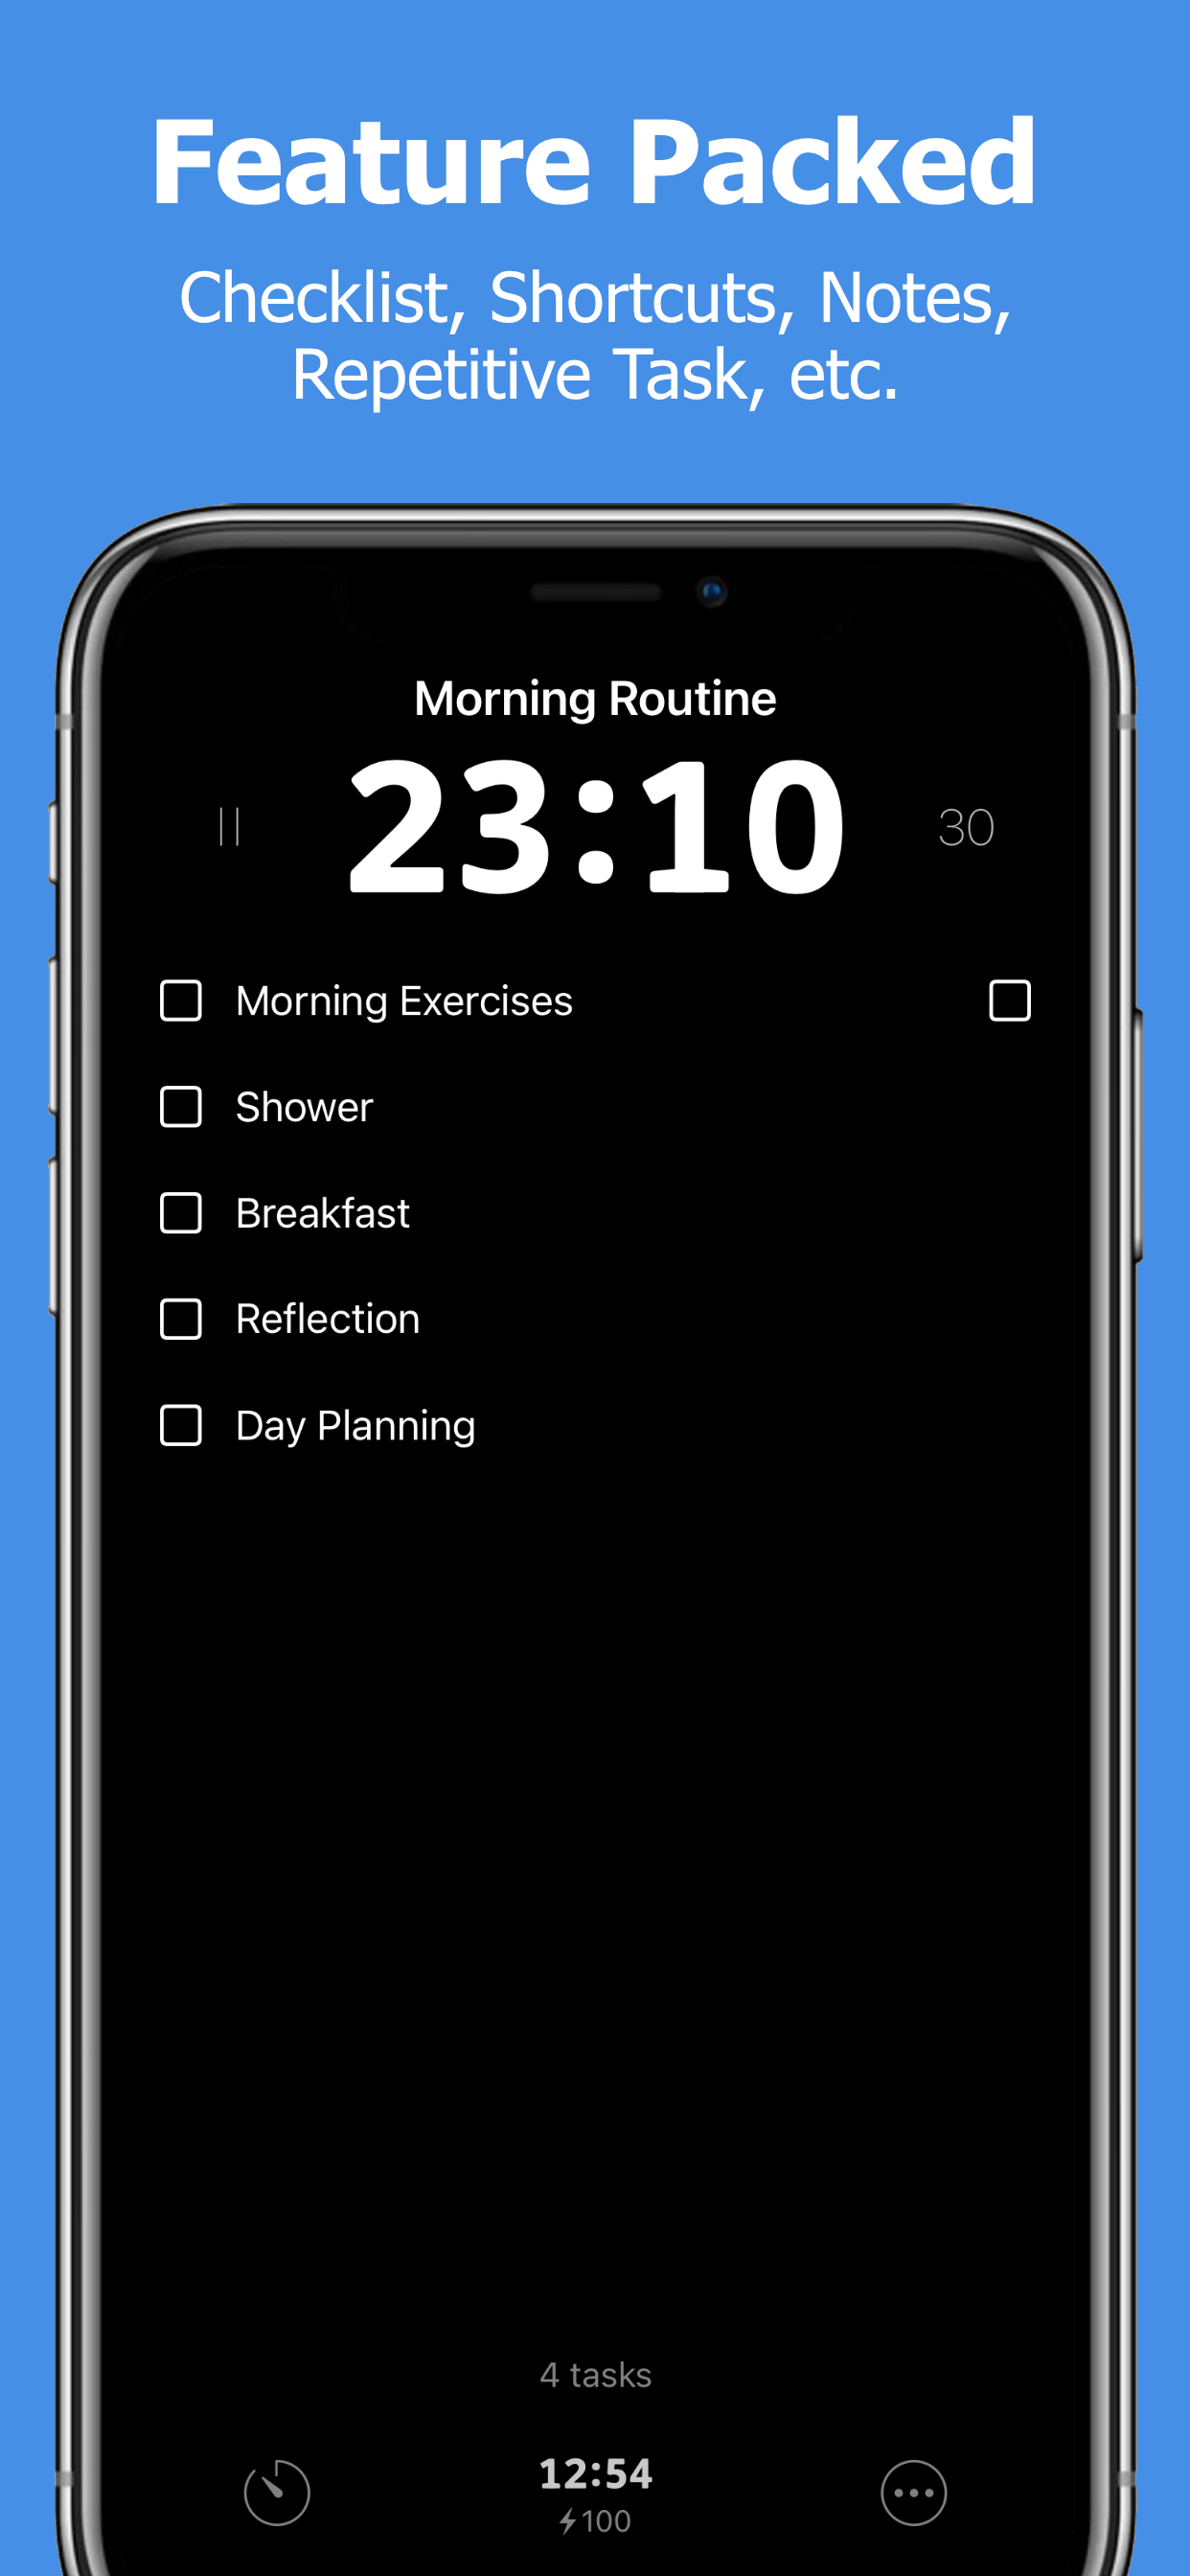 Feature Packed
Checklist, Shortcuts, Notes,
Repetitive Task, etc.
Morning Routine
23:10
30
Morning Exercises
Shower
Breakfast
Reflection
Day Planning
4 tasks
12:54
100